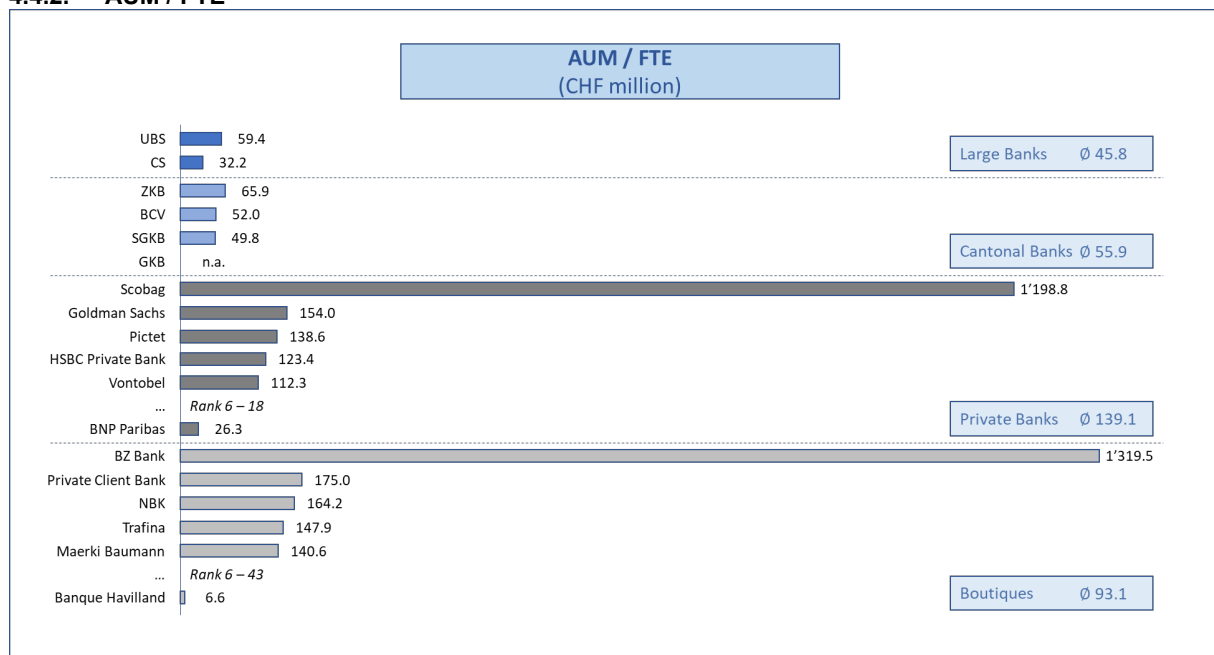 4.4.2. AUM / FTE
AUM / FTE
(CHF million)
UBS 59.4
CS 32.2
Large Banks Ø 45.8
ZKB 65.9
BCV 52.0
SGKB 49.8
GKB n.a.
Cantonal Banks Ø 55.9
Scobag 1’198.8
Goldman Sachs 154.0
Pictet 138.6
HSBC Private Bank 123.4
Vontobel 112.3
... Rank 6 – 18
BNP Paribas 26.3
Private Banks Ø 139.1
BZ Bank 1’319.5
Private Client Bank 175.0
NBK 164.2
Trafina 147.9
Maerki Baumann 140.6
... Rank 6 – 43
Banque Havilland 6.6
Boutiques Ø 93.1